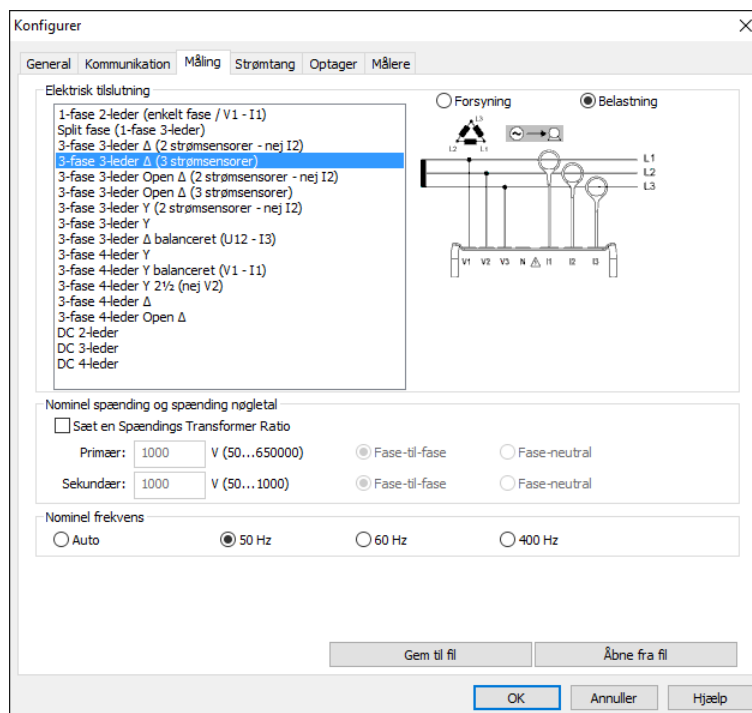 Konfigurer
General Kommunikation Måling Strømtang Optager Målere
Elektrisk tilslutning
1-fase 2-leder (enkelt fase / V1 - I1)
Split fase (1-fase 3-leder)
3-fase 3-leder Δ (2 strømsensorer - nej I2)
3-fase 3-leder Δ (3 strømsensorer)
3-fase 3-leder Open Δ (2 strømsensorer - nej I2)
3-fase 3-leder Open Δ (3 strømsensorer)
3-fase 3-leder Y (2 strømsensorer - nej I2)
3-fase 3-leder Y
3-fase 3-leder Δ balanceret (U12 - I3)
3-fase 4-leder Y
3-fase 4-leder Y balanceret (V1 - I1)
3-fase 4-leder Y 2½ (nej V2)
3-fase 4-leder Δ
3-fase 4-leder Open Δ
DC 2-leder
DC 3-leder
DC 4-leder
Forsyning Belastning
L3
L2 L1
L1
L2
L3
V1 V2 V3 N I1 I2 I3
Nominel spænding og spænding nøgletal
Sæt en Spændings Transformer Ratio
Primær: 1000 V (50...650000) Fase-til-fase Fase-neutral
Sekundær: 1000 V (50...1000) Fase-til-fase Fase-neutral
Nominel frekvens
Auto 50 Hz 60 Hz 400 Hz
Gem til fil Åbne fra fil
OK Annuller Hjælp